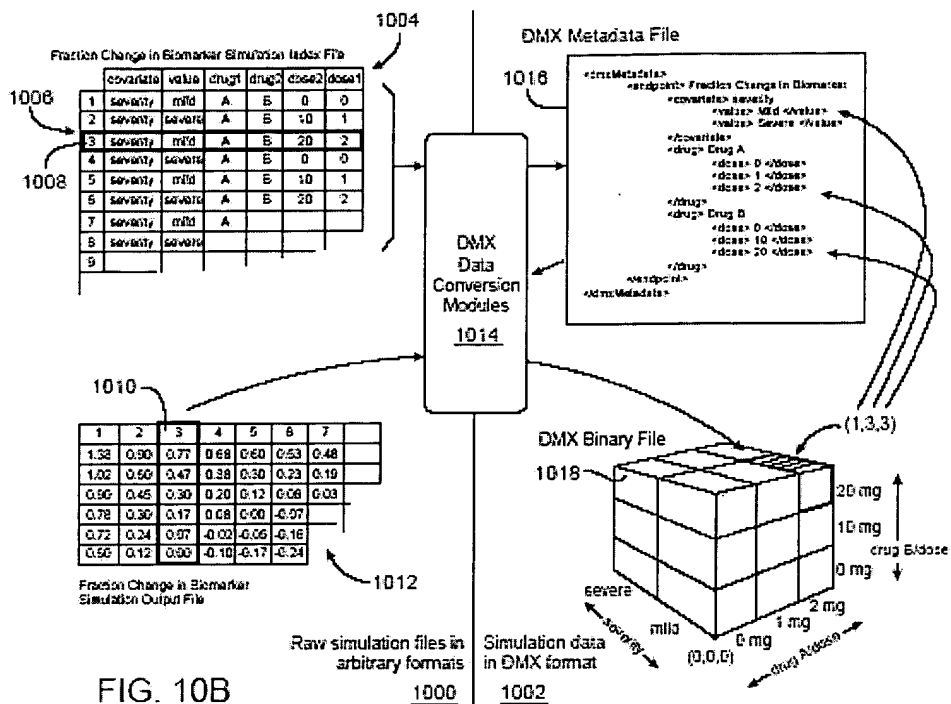 1004
Fraction Change in Biomarker Simulation Index File
covariate value drug1 drug2 dose2 dose1
1 severity mild A B 0 0
2 severity severe A B 10 1
3 severity mild A B 20 2
4 severity severe A B 0 0
5 severity mild A B 10 1
6 severity severe A B 20 2
7 severity mild A
8 severity severe
9
1006
1008
DMX Metadata File
1016
<dmxMetadata>
<endpoint> Fraction Change in Biomarker
<covariate> severity
<value> Mild </value>
<value> Severe </value>
</covariate>
<drug> Drug A
<dose> 0 </dose>
<dose> 1 </dose>
<dose> 2 </dose>
</drug>
<drug> Drug B
<dose> 0 </dose>
<dose> 10 </dose>
<dose> 20 </dose>
</drug>
</endpoint>
</dmxMetadata>
DMX
Data
Conversion
Modules
1014
1010
1 2 3 4 5 6 7
1.38 0.90 0.77 0.68 0.60 0.53 0.48
1.02 0.50 0.47 0.38 0.30 0.23 0.19
0.90 0.45 0.30 0.20 0.12 0.08 0.03
0.78 0.30 0.17 0.08 0.00 -0.07
0.72 0.24 0.07 -0.02 -0.06 -0.16
0.12 -0.10 -0.17 -0.24
1012
Fraction Change in Biomarker
Simulation Output File
DMX Binary File
1018
(1,3,3)
20 mg
10 mg
0 mg
drug B/dose
severe
mild
severity
(0,0,0)
0 mg
1 mg
2 mg
drug A/dose
Raw simulation files in
arbitrary formats
1000
Simulation data
in DMX format
1002
FIG. 10B